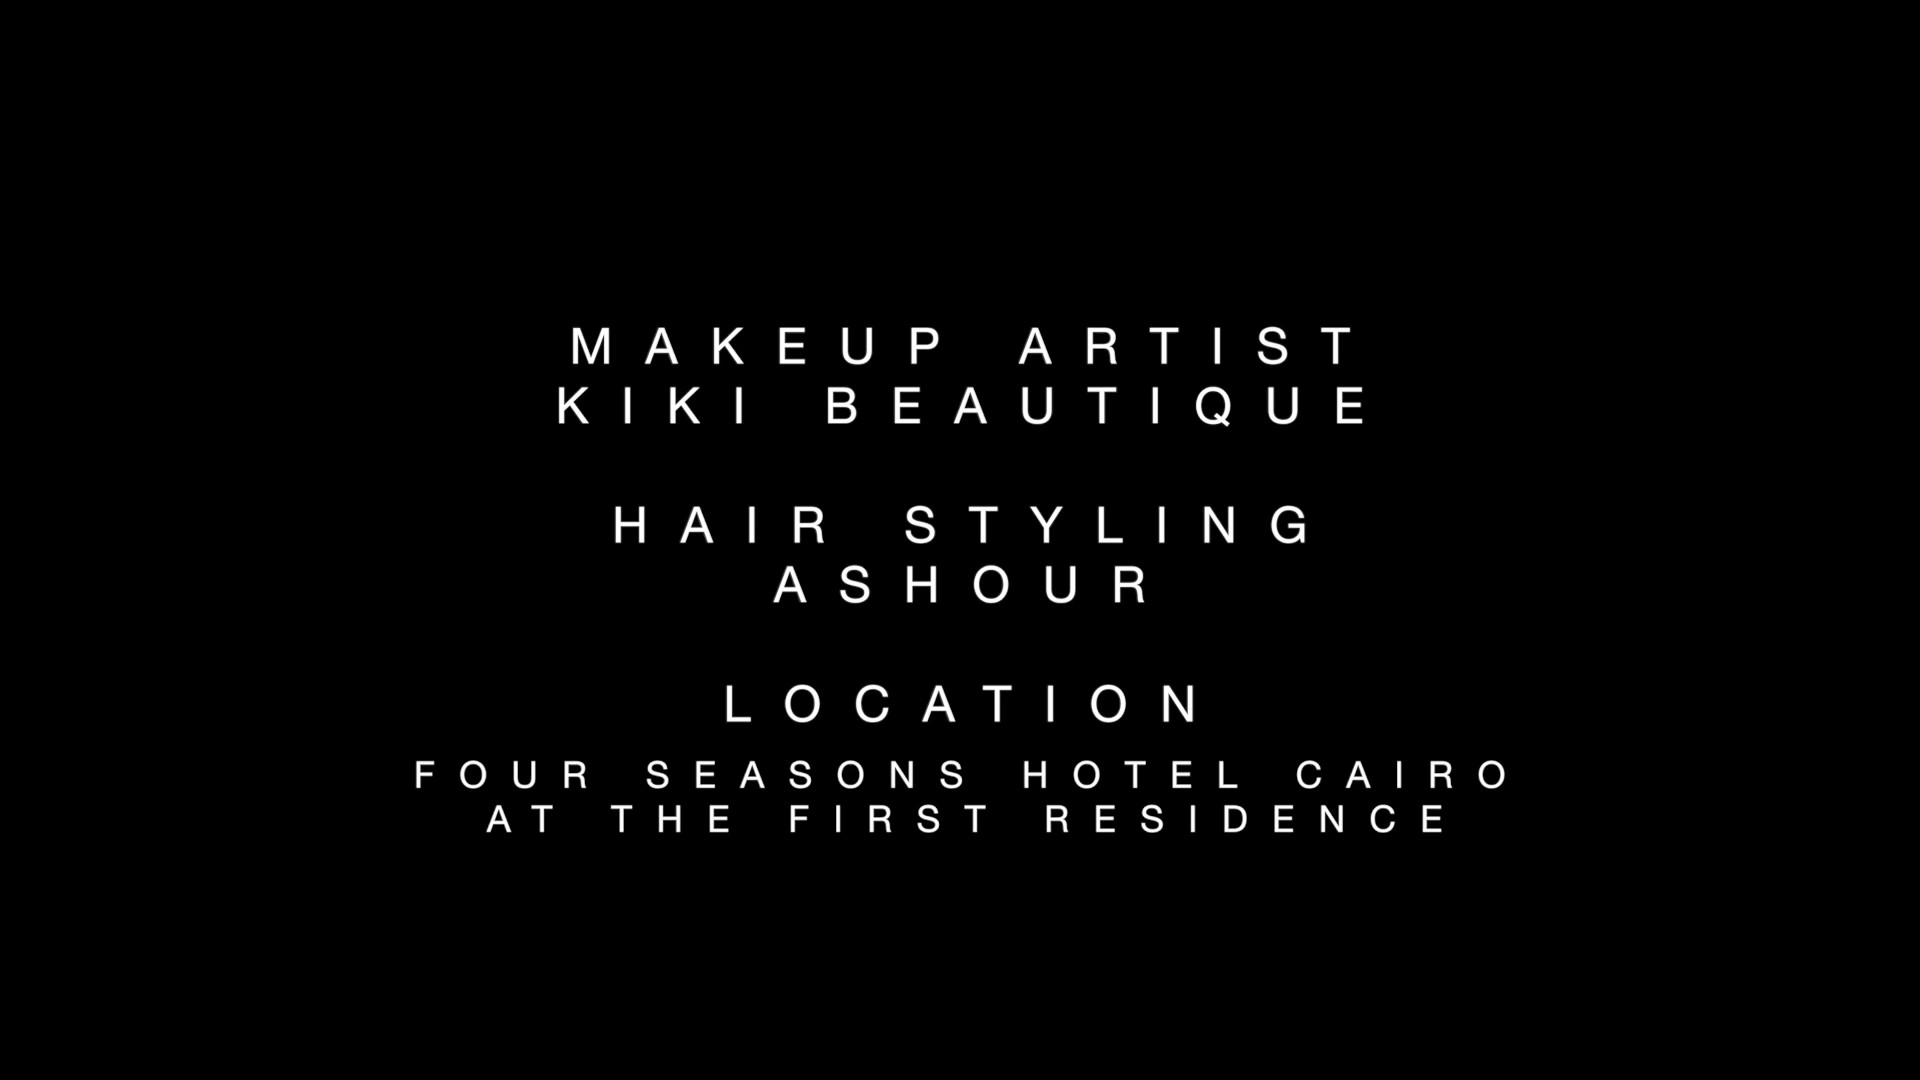 MAKEUP ARTIST
KIKI BEAUTIQUE
HAIR STYLING
ASHOUR
LOCATION
FOUR SEASONS HOTEL CAIRO
AT THE FIRST RESIDENCE